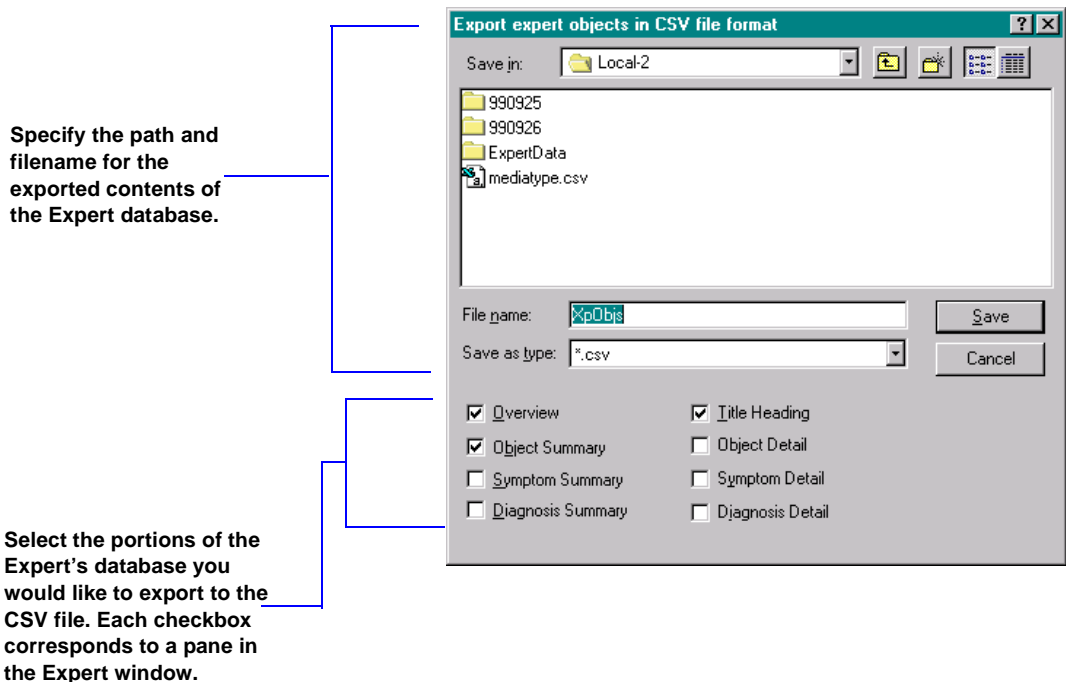 Export expert objects in CSV file format
Save in:
Local-2
990925
990926
ExpertData
mediatype.csv
Specify the path and
filename for the
exported contents of
the Expert database.
File name:
XpObjs
Save
Save as type:
*.csv
Cancel
Overview
Title Heading
Object Summary
Object Detail
Symptom Summary
Symptom Detail
Diagnosis Summary
Diagnosis Detail
Select the portions of the
Expert’s database you
would like to export to the
CSV file. Each checkbox
corresponds to a pane in
the Expert window.